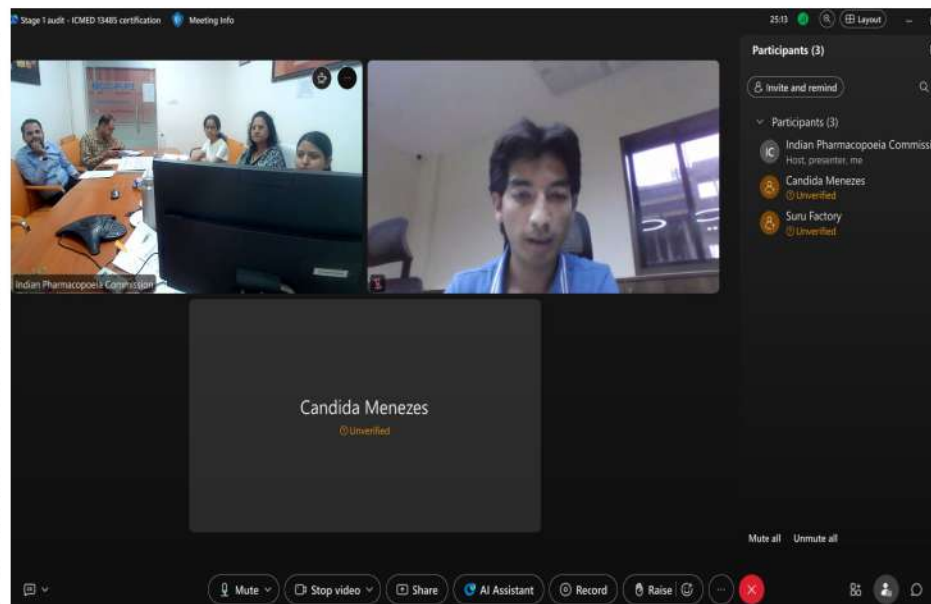 Stage 1 audit - ICMED 13485 certification
Meeting Info
25:13
Layout
Participants (3)
Invite and remind
Participants (3)
IC
Indian Pharmacopoeia Commissi
Host, presenter, me
Candida Menezes
Unverified
Suru Factory
Unverified
Indian Pharmacopoeia Commission
Candida Menezes
Unverified
Mute all Unmute all
Mute
Stop video
Share
AI Assistant
Record
Raise